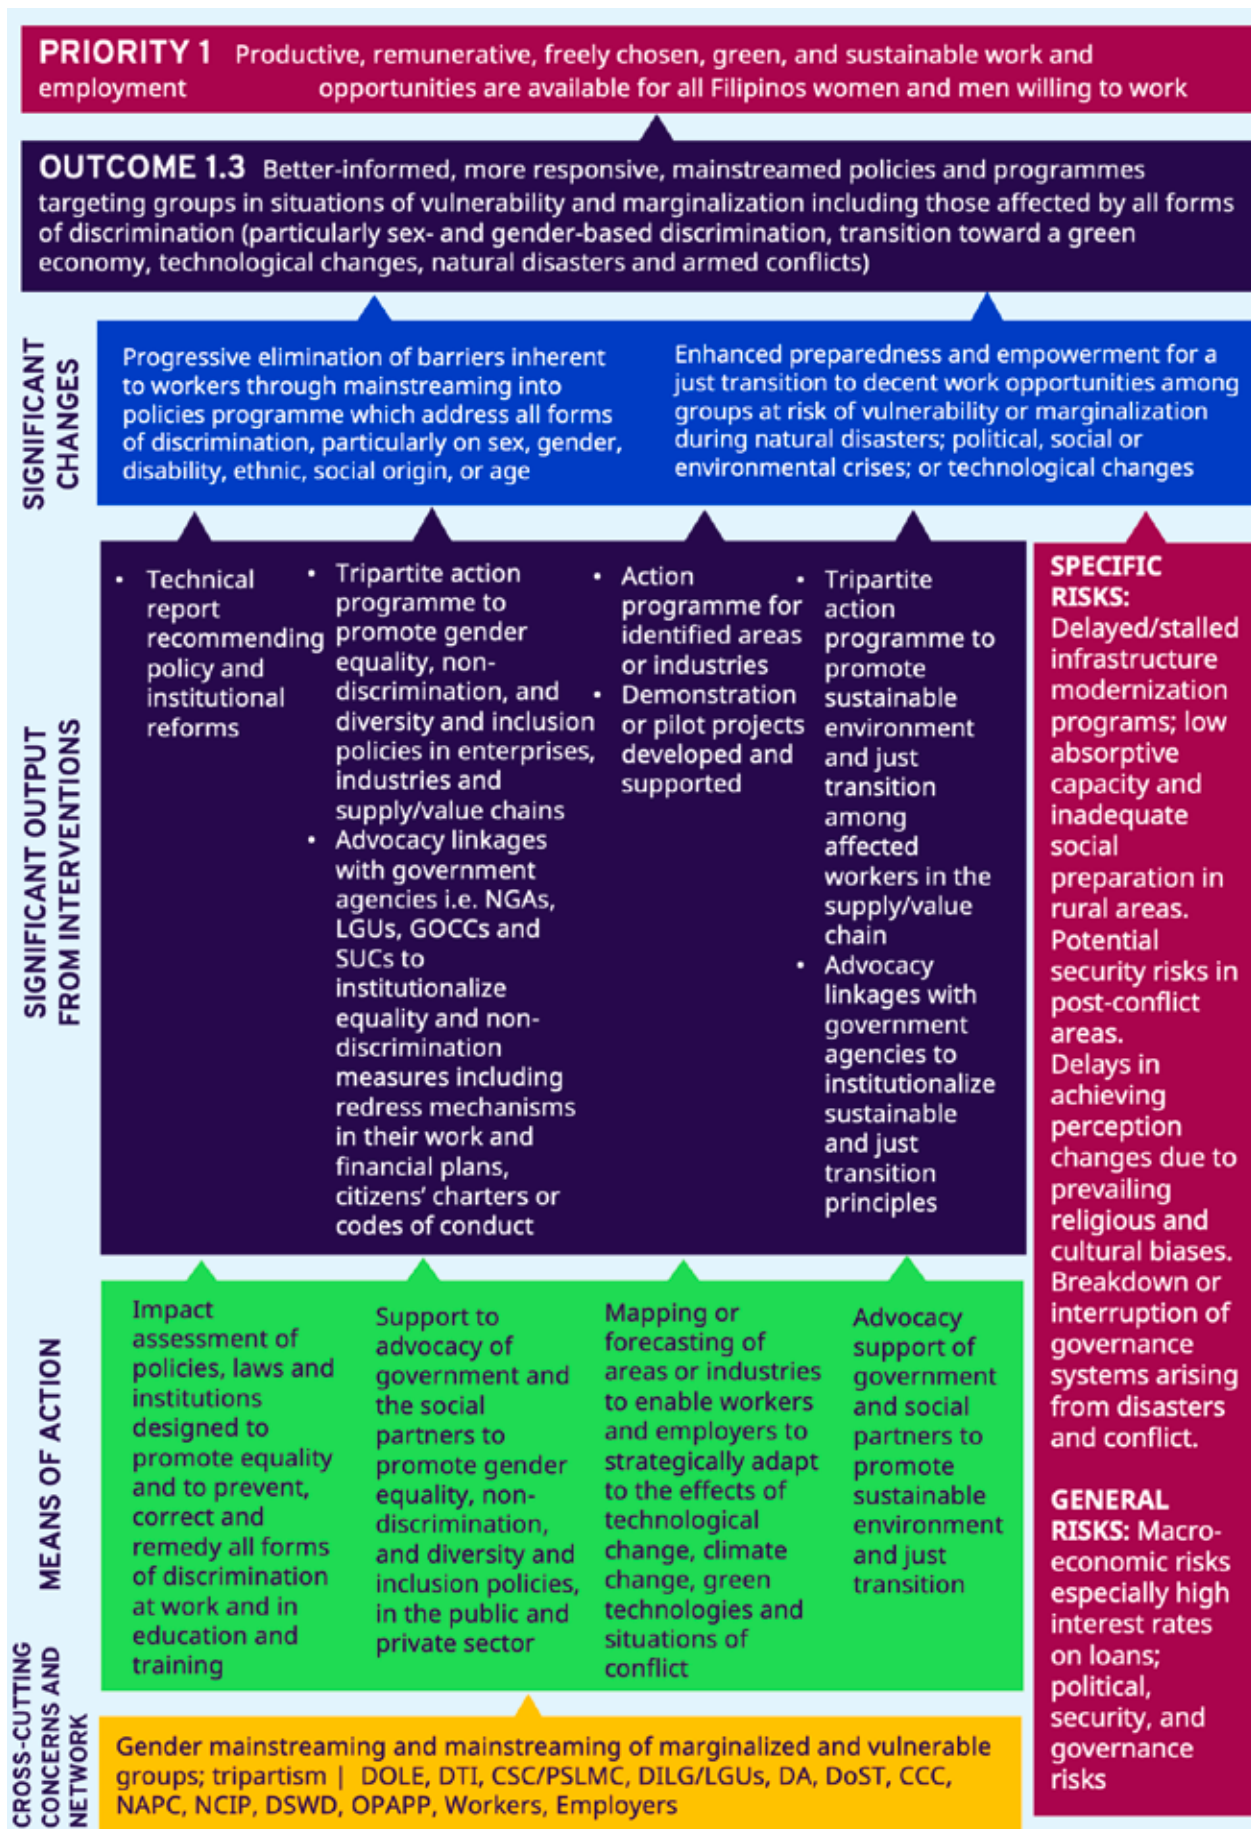 PRIORITY 1 Productive, remunerative, freely chosen, green, and sustainable work and
employment opportunities are available for all Filipinos women and men willing to work
OUTCOME 1.3 Better-informed, more responsive, mainstreamed policies and programmes
targeting groups in situations of vulnerability and marginalization including those affected by all forms
of discrimination (particularly sex- and gender-based discrimination, transition toward a green
economy, technological changes, natural disasters and armed conflicts)
SIGNIFICANT
CHANGES
Progressive elimination of barriers inherent
to workers through mainstreaming into
policies programme which address all forms
of discrimination, particularly on sex, gender,
disability, ethnic, social origin, or age
Enhanced preparedness and empowerment for a
just transition to decent work opportunities among
groups at risk of vulnerability or marginalization
during natural disasters; political, social or
environmental crises; or technological changes
SIGNIFICANT OUTPUT
FROM INTERVENTIONS
• Technical
report
recommending
policy and
institutional
reforms
• Tripartite action
programme to
promote gender
equality, non-
discrimination, and
diversity and inclusion
policies in enterprises,
industries and
supply/value chains
• Advocacy linkages
with government
agencies i.e. NGAs,
LGUs, GOCCs and
SUCs to
institutionalize
equality and non-
discrimination
measures including
redress mechanisms
in their work and
financial plans,
citizens’ charters or
codes of conduct
• Action
programme for
identified areas
or industries
• Demonstration
or pilot projects
developed and
supported
• Tripartite
action
programme to
promote
sustainable
environment
and just
transition
among
affected
workers in the
supply/value
chain
• Advocacy
linkages with
government
agencies to
institutionalize
sustainable
and just
transition
principles
SPECIFIC
RISKS:
Delayed/stalled
infrastructure
modernization
programs; low
absorptive
capacity and
inadequate
social
preparation in
rural areas.
Potential
security risks in
post-conflict
areas.
Delays in
achieving
perception
changes due to
prevailing
religious and
cultural biases.
Breakdown or
interruption of
governance
systems arising
from disasters
and conflict.
GENERAL
RISKS: Macro-
economic risks
especially high
interest rates
on loans;
political,
security, and
governance
risks
MEANS OF ACTION
Impact
assessment of
policies, laws and
institutions
designed to
promote equality
and to prevent,
correct and
remedy all forms
of discrimination
at work and in
education and
training
Support to
advocacy of
government and
the social
partners to
promote gender
equality, non-
discrimination,
and diversity and
inclusion policies,
in the public and
private sector
Mapping or
forecasting of
areas or industries
to enable workers
and employers to
strategically adapt
to the effects of
technological
change, climate
change, green
technologies and
situations of
conflict
Advocacy
support of
government
and social
partners to
promote
sustainable
environment
and just
transition
CROSS-CUTTING
CONCERNS AND
NETWORK
Gender mainstreaming and mainstreaming of marginalized and vulnerable
groups; tripartism | DOLE, DTI, CSC/PSLMC, DILG/LGUs, DA, DoST, CCC,
NAPC, NCIP, DSWD, OPAPP, Workers, Employers